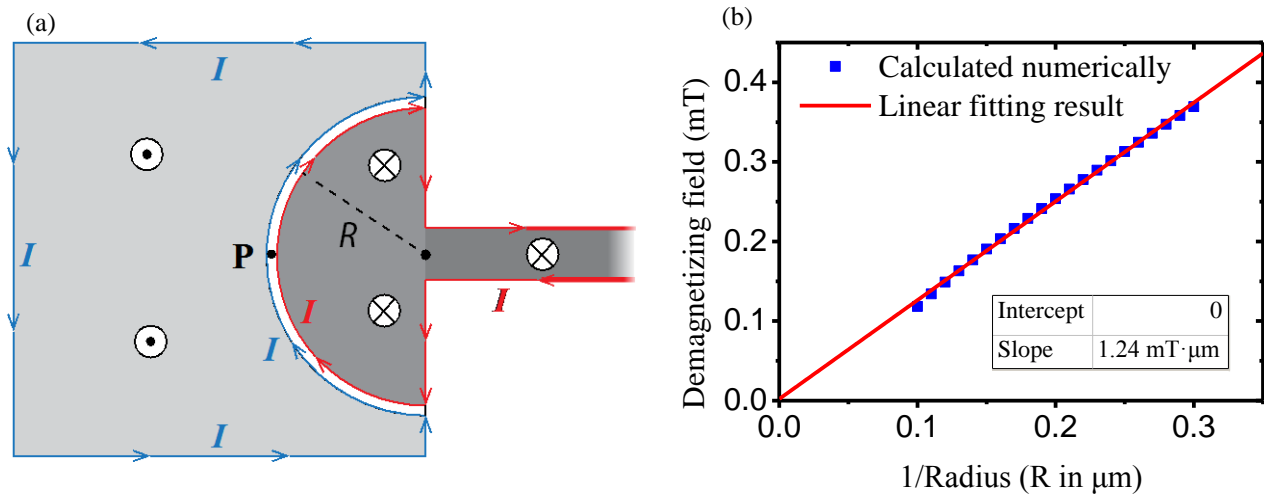 (a)
I
I
P
R
I
I
I
I
(b)
Demagnetizing field (mT)
0.4
0.3
0.2
0.1
0.0
Calculated numerically
Linear fitting result
Intercept 0
Slope 1.24 mT·μm
0.0 0.1 0.2 0.3
1/Radius (R in μm)